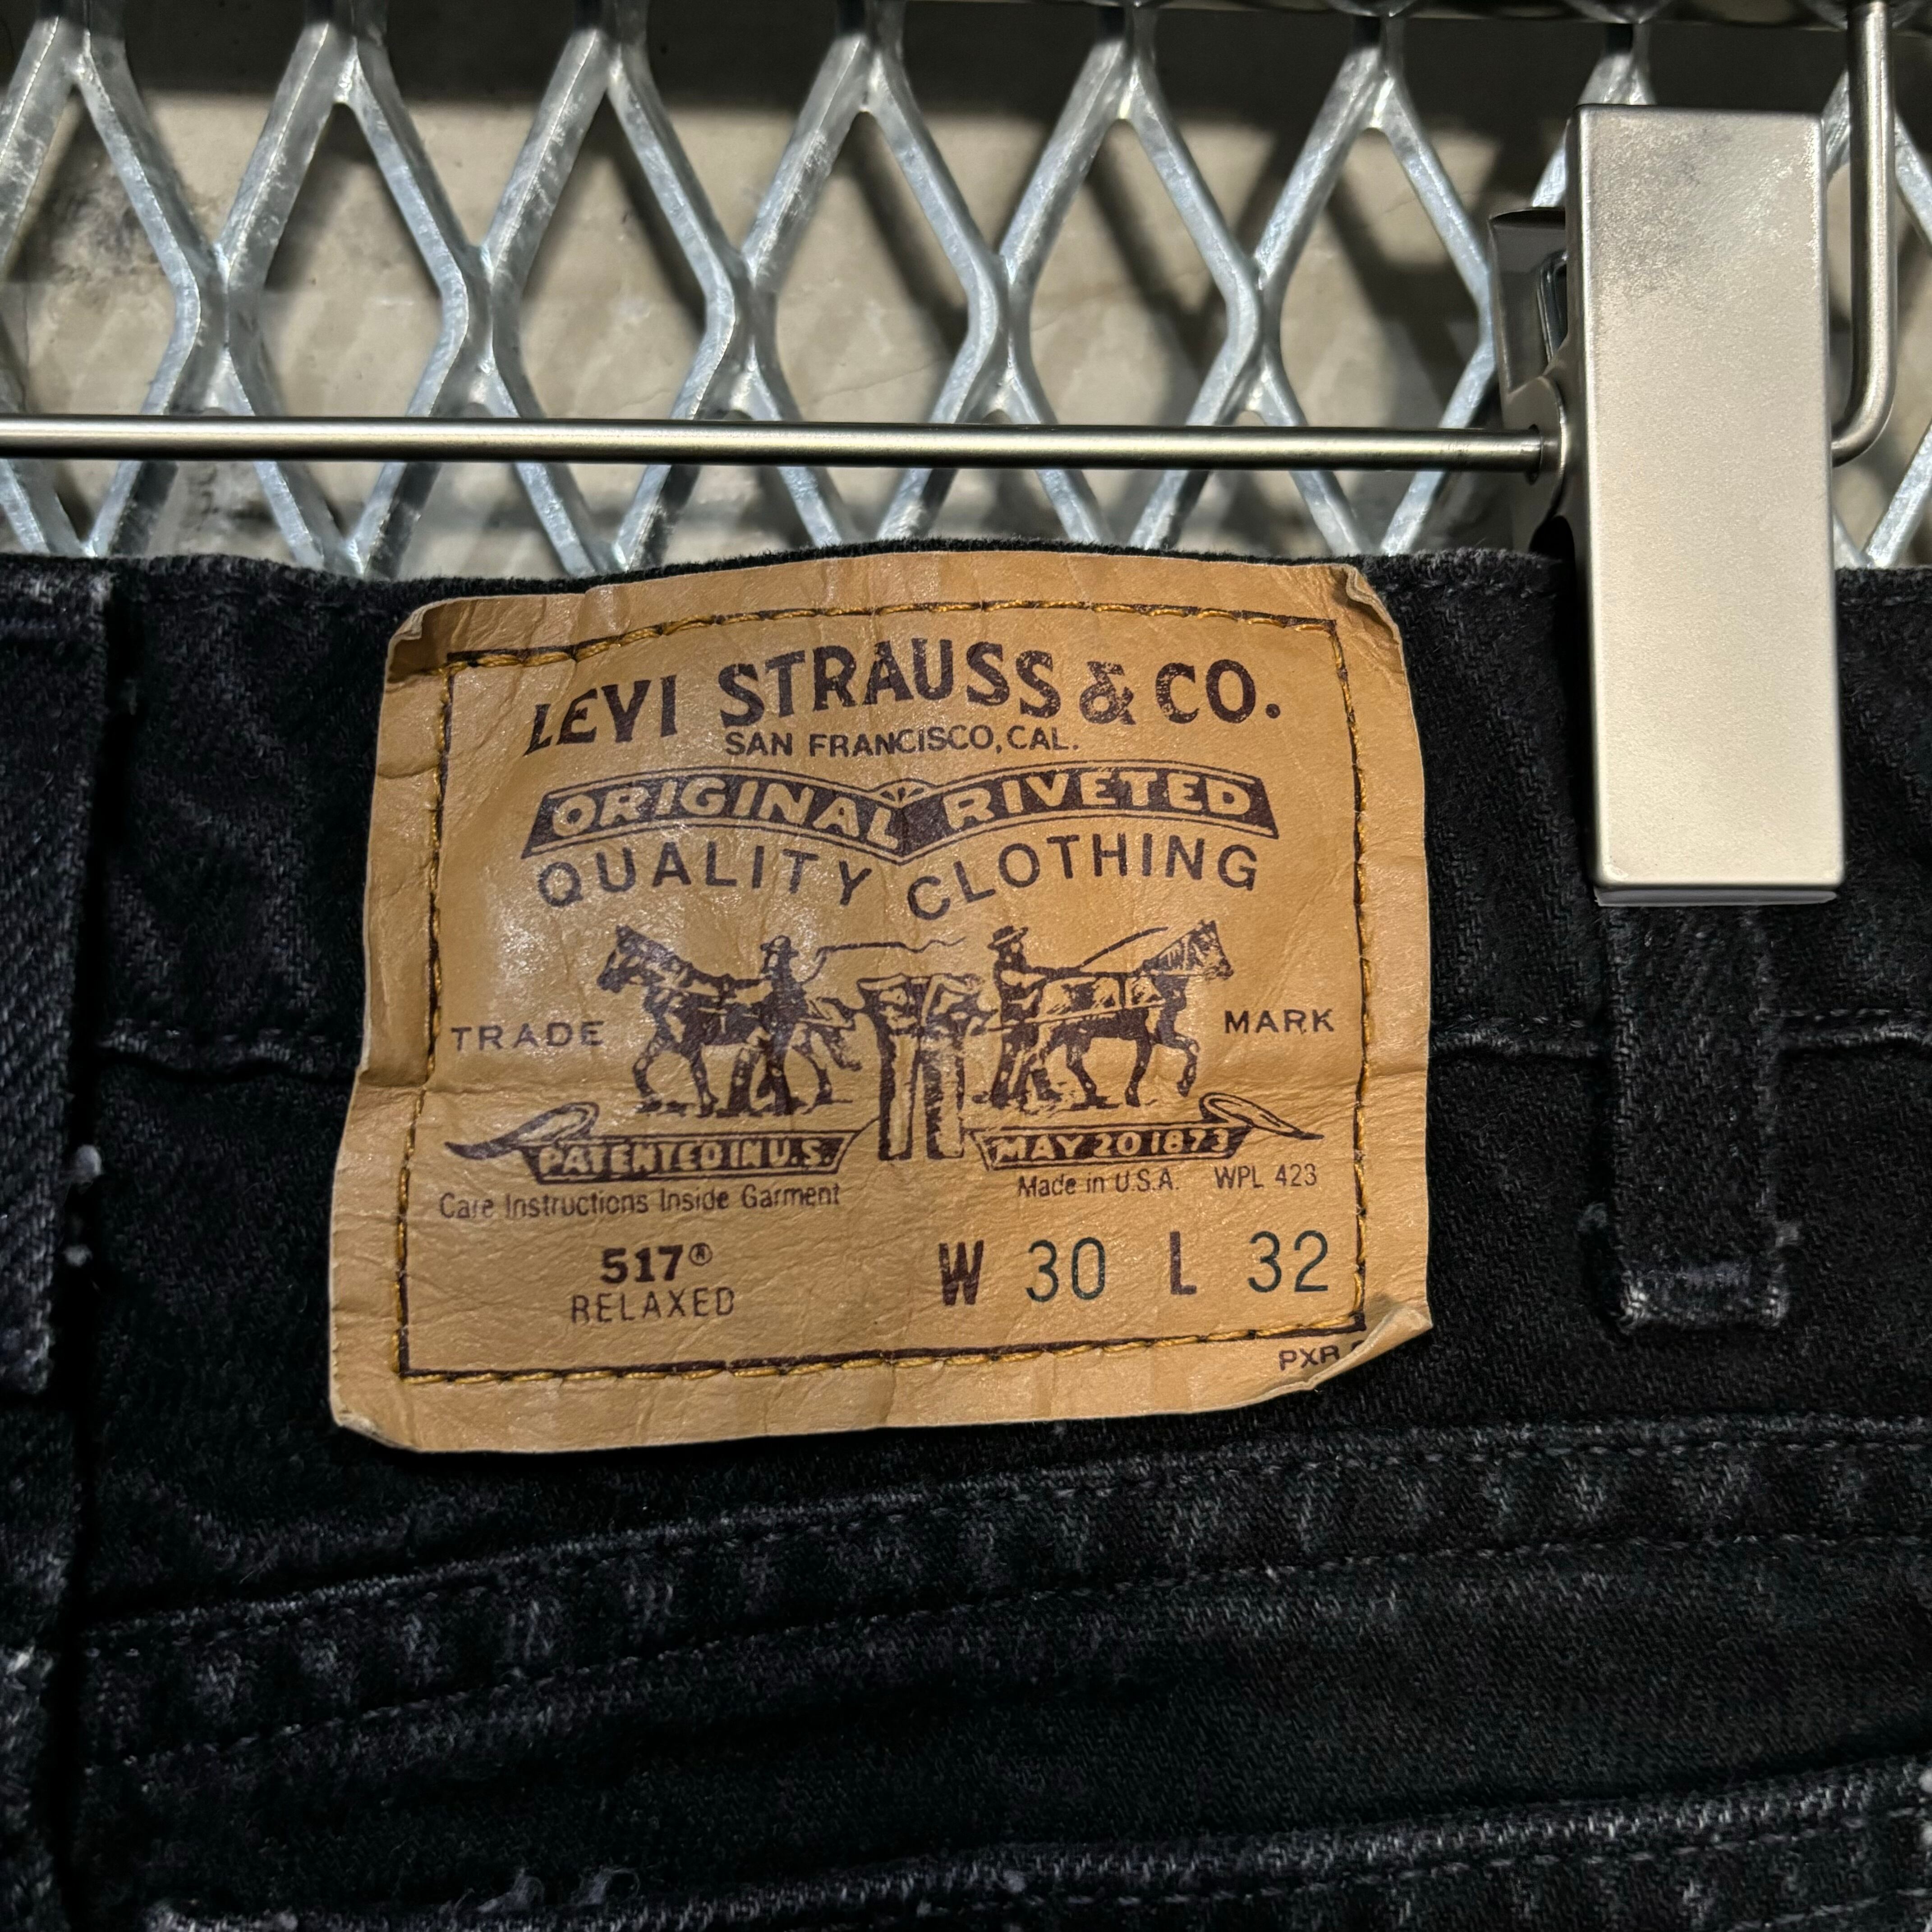 LEVI STRAUSS & CO.
SAN FRANCISCO, CAL.
ORIGINAL RIVETED
QUALITY CLOTHING
TRADE MARK
PATENTED IN U.S. MAY 20 1873
Care Instructions Inside Garment Made in U.S.A. WPL 423
517® W 30 L 32
RELAXED
PXR